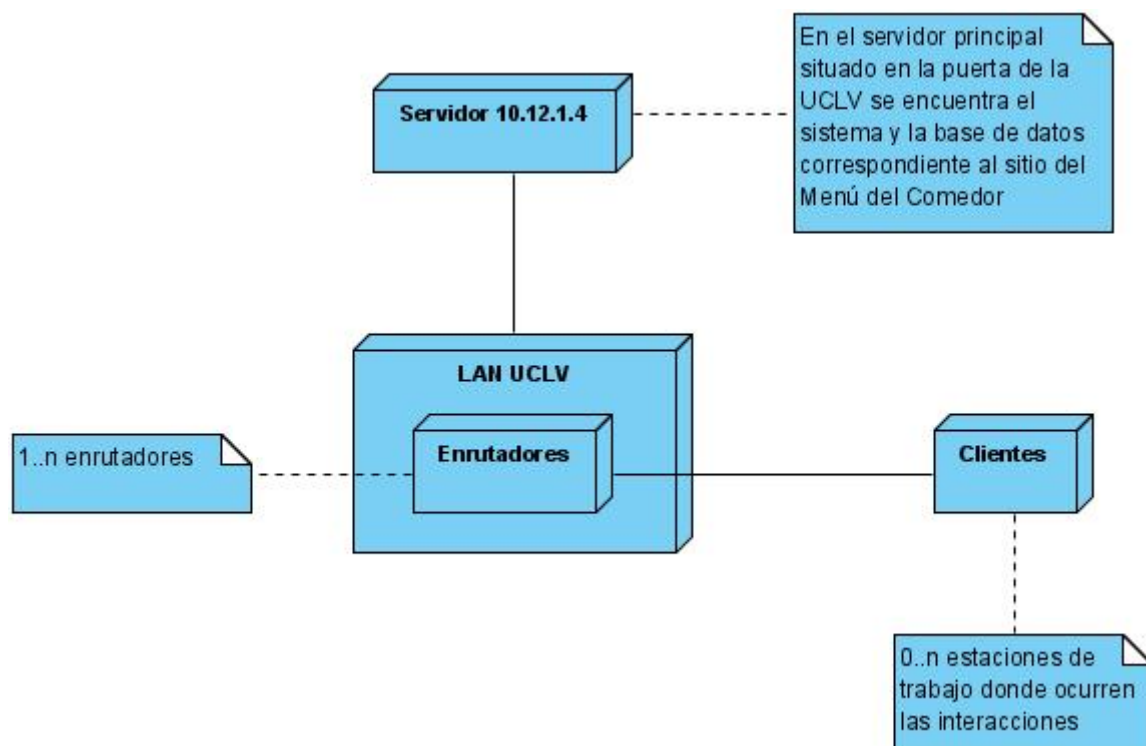 En el servidor principal
situado en la puerta de la
UCLV se encuentra el
sistema y la base de datos
correspondiente al sitio del
Menú del Comedor
Servidor 10.12.1.4
LAN UCLV
1..n enrutadores
Enrutadores
Clientes
0..n estaciones de
trabajo donde ocurren
las interacciones